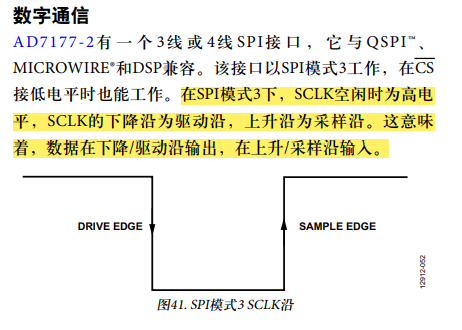 数字通信
AD7177-2有一个3线或4线SPI接口，它与QSPI™、
MICROWIRE®和DSP兼容。该接口以SPI模式3工作，在CS
接低电平时也能工作。在SPI模式3下，SCLK空闲时为高电
平，SCLK的下降沿为驱动沿，上升沿为采样沿。这意味
着，数据在下降/驱动沿输出，在上升/采样沿输入。
DRIVE EDGE
SAMPLE EDGE
12912-052
图41. SPI模式3 SCLK沿